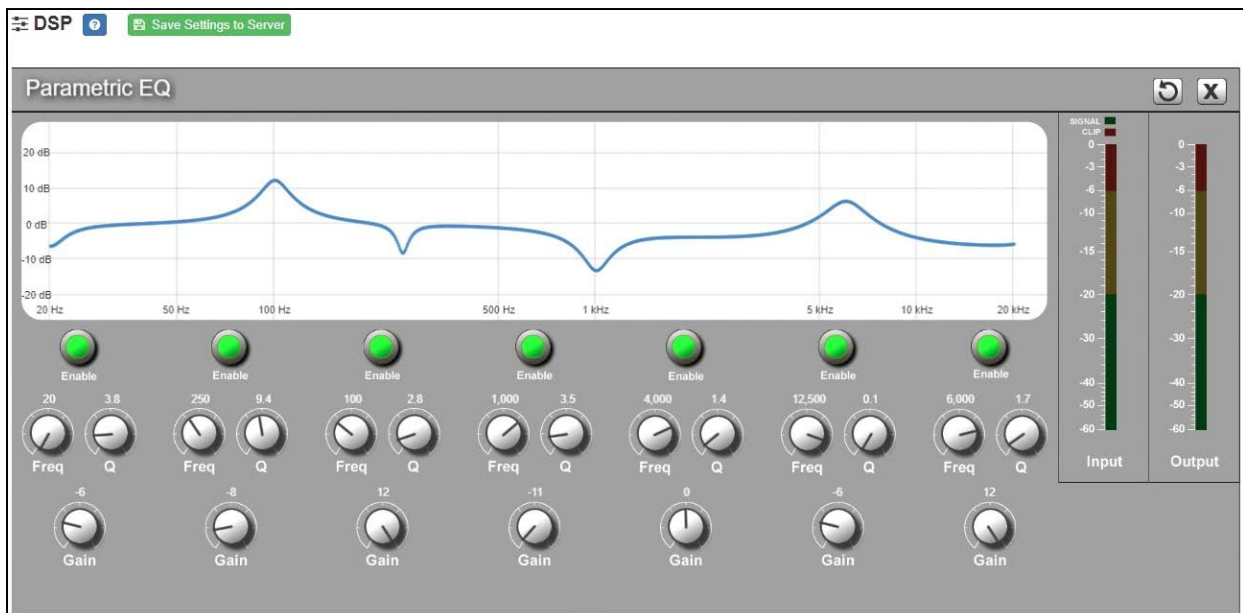 DSP ? Save Settings to Server
Parametric EQ
X
20 dB
10 dB
0 dB
-10 dB
-20 dB
20 Hz 50 Hz 100 Hz 500 Hz 1 kHz 5 kHz 10 kHz 20 kHz
SIGNAL
CLIP
0 0
-3 -3
-6 -6
-10 -10
-15 -15
-20 -20
-30 -30
-40 -40
-50 -50
-60 -60
Input Output
Enable Enable Enable Enable Enable Enable Enable
20 3.8 250 9.4 100 2.8 1,000 3.5 4,000 1.4 12,500 0.1 6,000 1.7
Freq Q Freq Q Freq Q Freq Q Freq Q Freq Q Freq Q
-6 -8 12 -11 0 -6 12
Gain Gain Gain Gain Gain Gain Gain